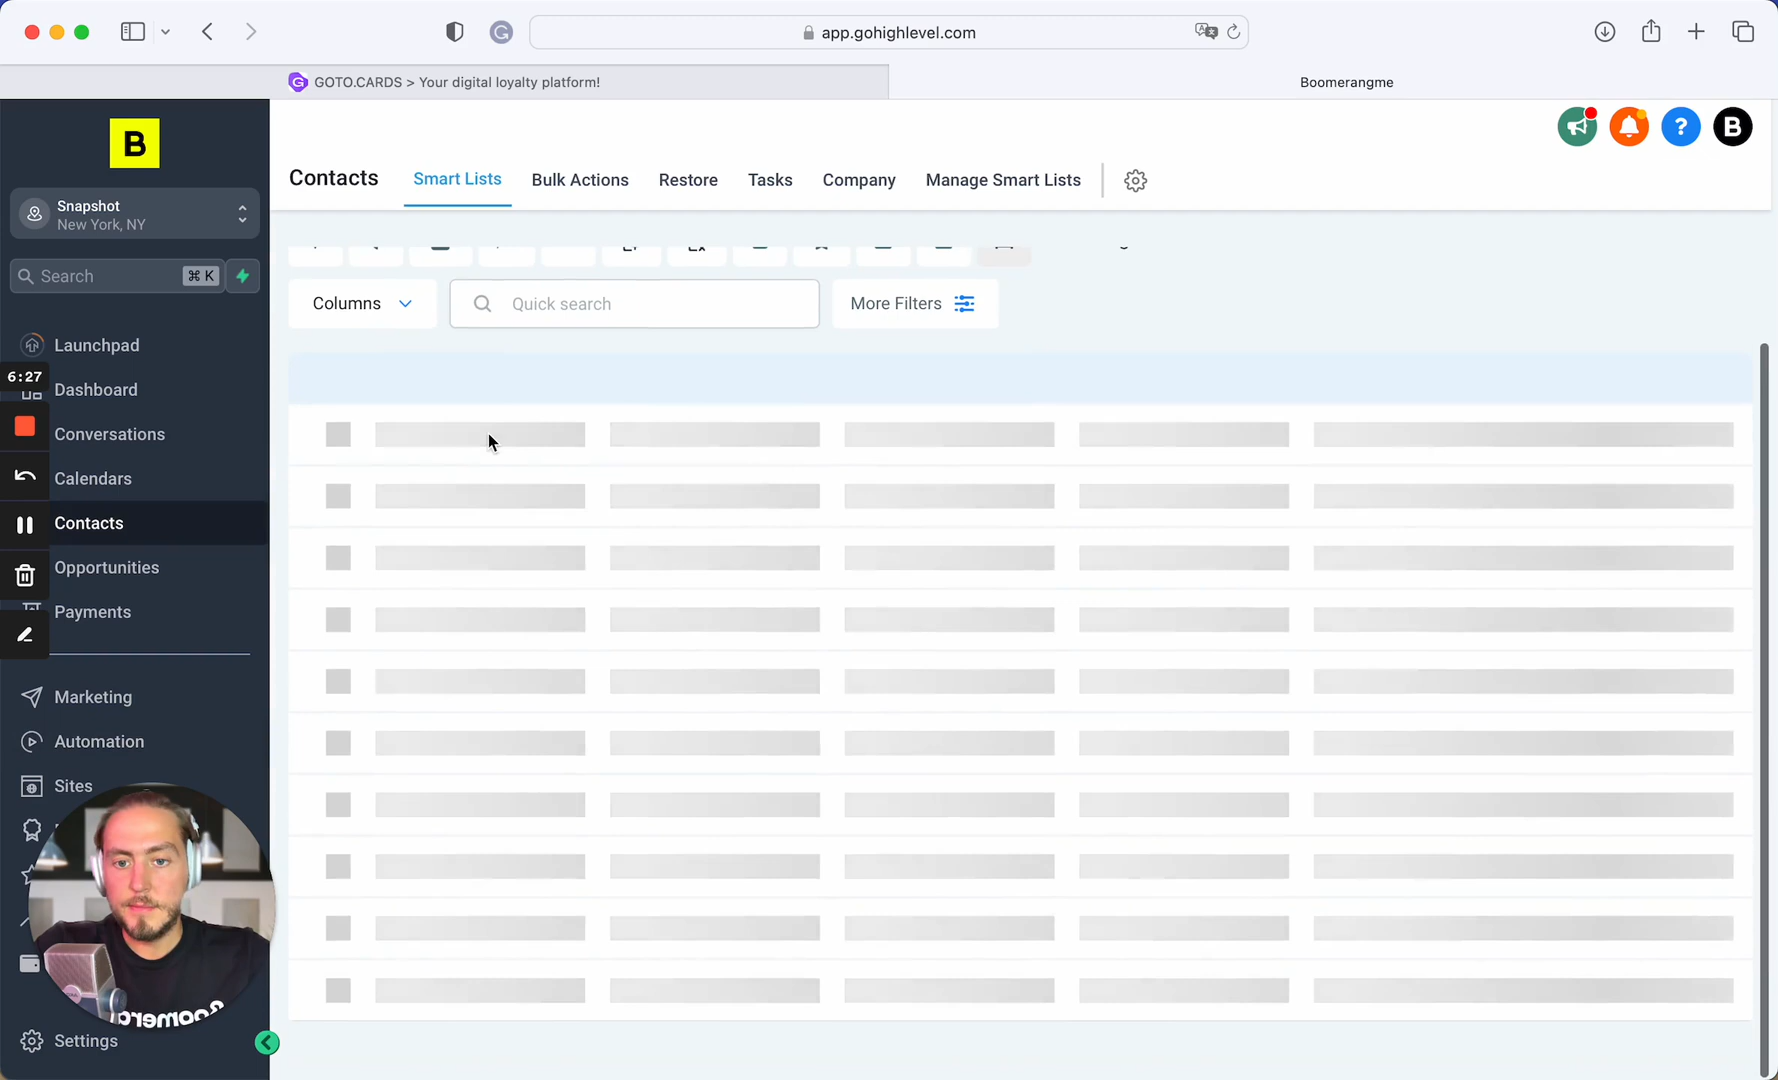 app.gohighlevel.com
GOTO.CARDS > Your digital loyalty platform!
Boomerangme
B
B
Snapshot
New York, NY
Contacts
Smart Lists
Bulk Actions
Restore
Tasks
Company
Manage Smart Lists
Search
⌘ K
Columns
Quick search
More Filters
Launchpad
6:27
Dashboard
Conversations
Calendars
Contacts
Opportunities
Payments
Marketing
Automation
Sites
Settings